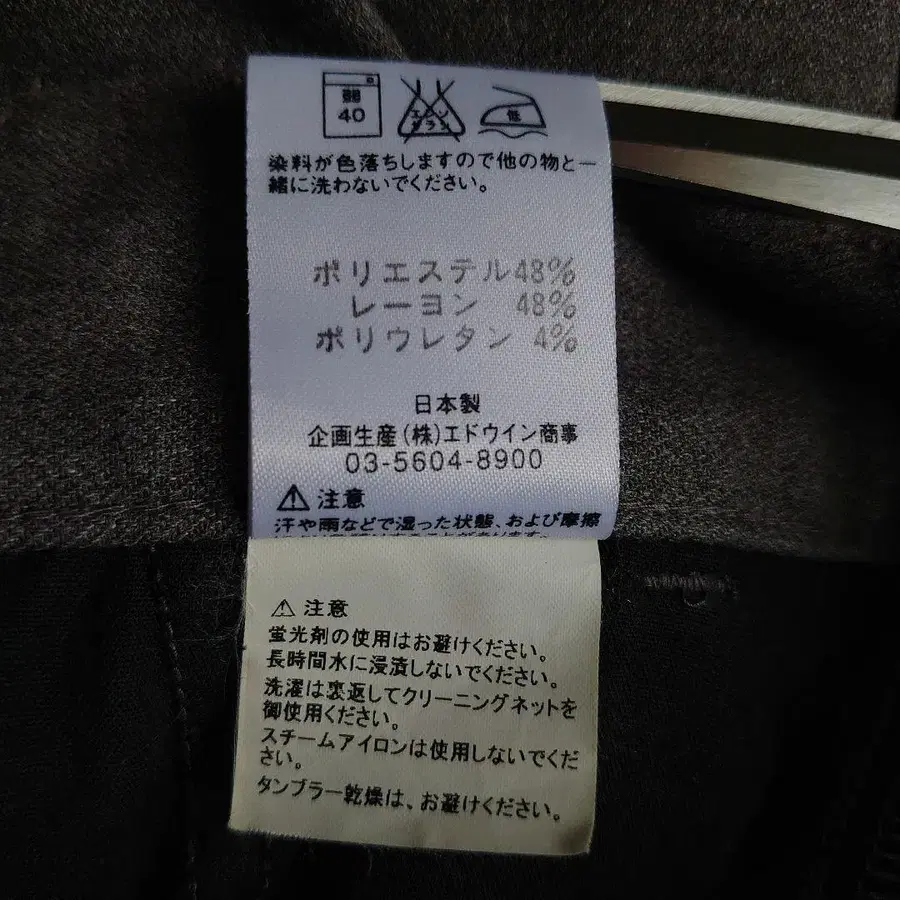 弱
40
エンソ
サラシ
低
染料が色落ちしますので他の物と一
緒に洗わないでください。
ポリエステル48%
レーヨン 48%
ポリウレタン 4%
日本製
企画生産(株)エドウイン商事
03-5604-8900
⚠注意
汗や雨などで湿った状態、および摩擦
⚠注意
蛍光剤の使用はお避けください。
長時間水に浸漬しないでください。
洗濯は裏返してクリーニングネットを
御使用ください。
スチームアイロンは使用しないでくだ
さい。
タンブラー乾燥は、お避けください。